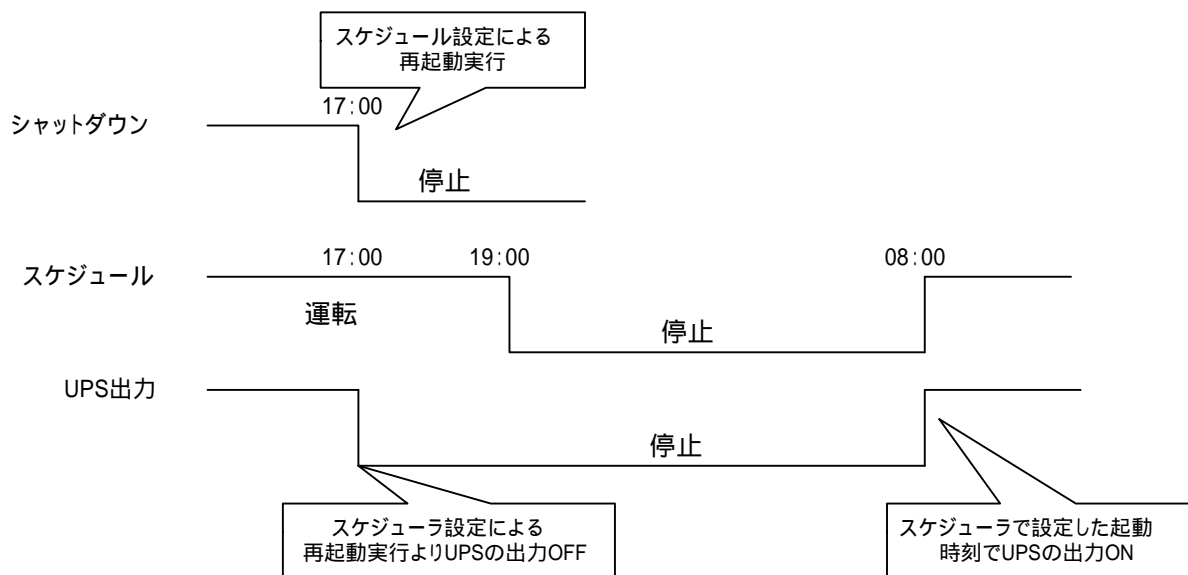 スケジュール設定による
再起動実行
17:00
シャットダウン
停止
17:00
19:00
08:00
スケジュール
運転
停止
UPS出力
停止
スケジューラ設定による
再起動実行よりUPSの出力OFF
スケジューラで設定した起動
時刻でUPSの出力ON